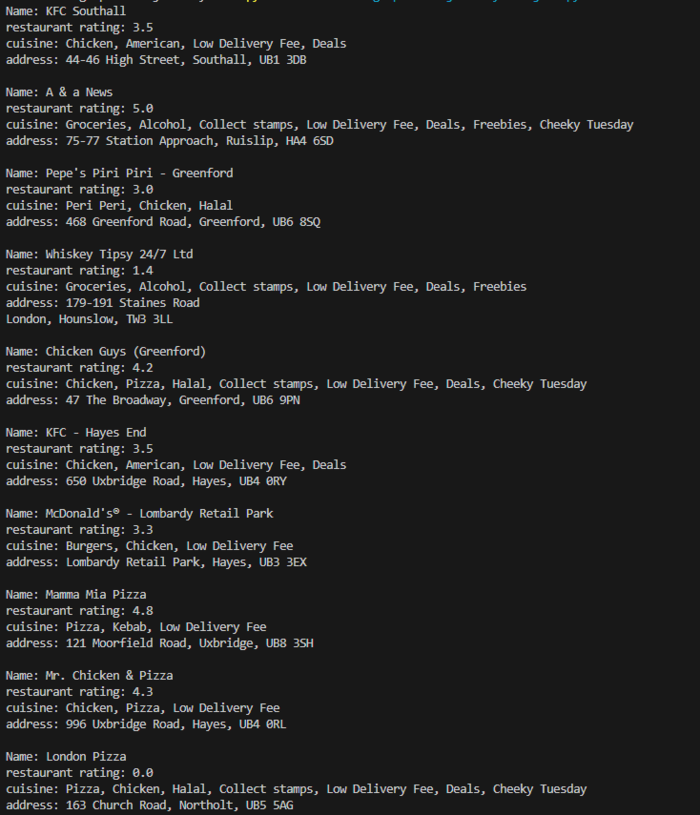 Name: KFC Southall
restaurant rating: 3.5
cuisine: Chicken, American, Low Delivery Fee, Deals
address: 44-46 High Street, Southall, UB1 3DB
Name: A & a News
restaurant rating: 5.0
cuisine: Groceries, Alcohol, Collect stamps, Low Delivery Fee, Deals, Freebies, Cheeky Tuesday
address: 75-77 Station Approach, Ruislip, HA4 6SD
Name: Pepe's Piri Piri - Greenford
restaurant rating: 3.0
cuisine: Peri Peri, Chicken, Halal
address: 468 Greenford Road, Greenford, UB6 8SQ
Name: Whiskey Tipsy 24/7 Ltd
restaurant rating: 1.4
cuisine: Groceries, Alcohol, Collect stamps, Low Delivery Fee, Deals, Freebies
address: 179-191 Staines Road
London, Hounslow, TW3 3LL
Name: Chicken Guys (Greenford)
restaurant rating: 4.2
cuisine: Chicken, Pizza, Halal, Collect stamps, Low Delivery Fee, Deals, Cheeky Tuesday
address: 47 The Broadway, Greenford, UB6 9PN
Name: KFC - Hayes End
restaurant rating: 3.5
cuisine: Chicken, American, Low Delivery Fee, Deals
address: 650 Uxbridge Road, Hayes, UB4 0RY
Name: McDonald's® - Lombardy Retail Park
restaurant rating: 3.3
cuisine: Burgers, Chicken, Low Delivery Fee
address: Lombardy Retail Park, Hayes, UB3 3EX
Name: Mamma Mia Pizza
restaurant rating: 4.8
cuisine: Pizza, Kebab, Low Delivery Fee
address: 121 Moorfield Road, Uxbridge, UB8 3SH
Name: Mr. Chicken & Pizza
restaurant rating: 4.3
cuisine: Chicken, Pizza, Low Delivery Fee
address: 996 Uxbridge Road, Hayes, UB4 0RL
Name: London Pizza
restaurant rating: 0.0
cuisine: Pizza, Chicken, Halal, Collect stamps, Low Delivery Fee, Deals, Cheeky Tuesday
address: 163 Church Road, Northolt, UB5 5AG